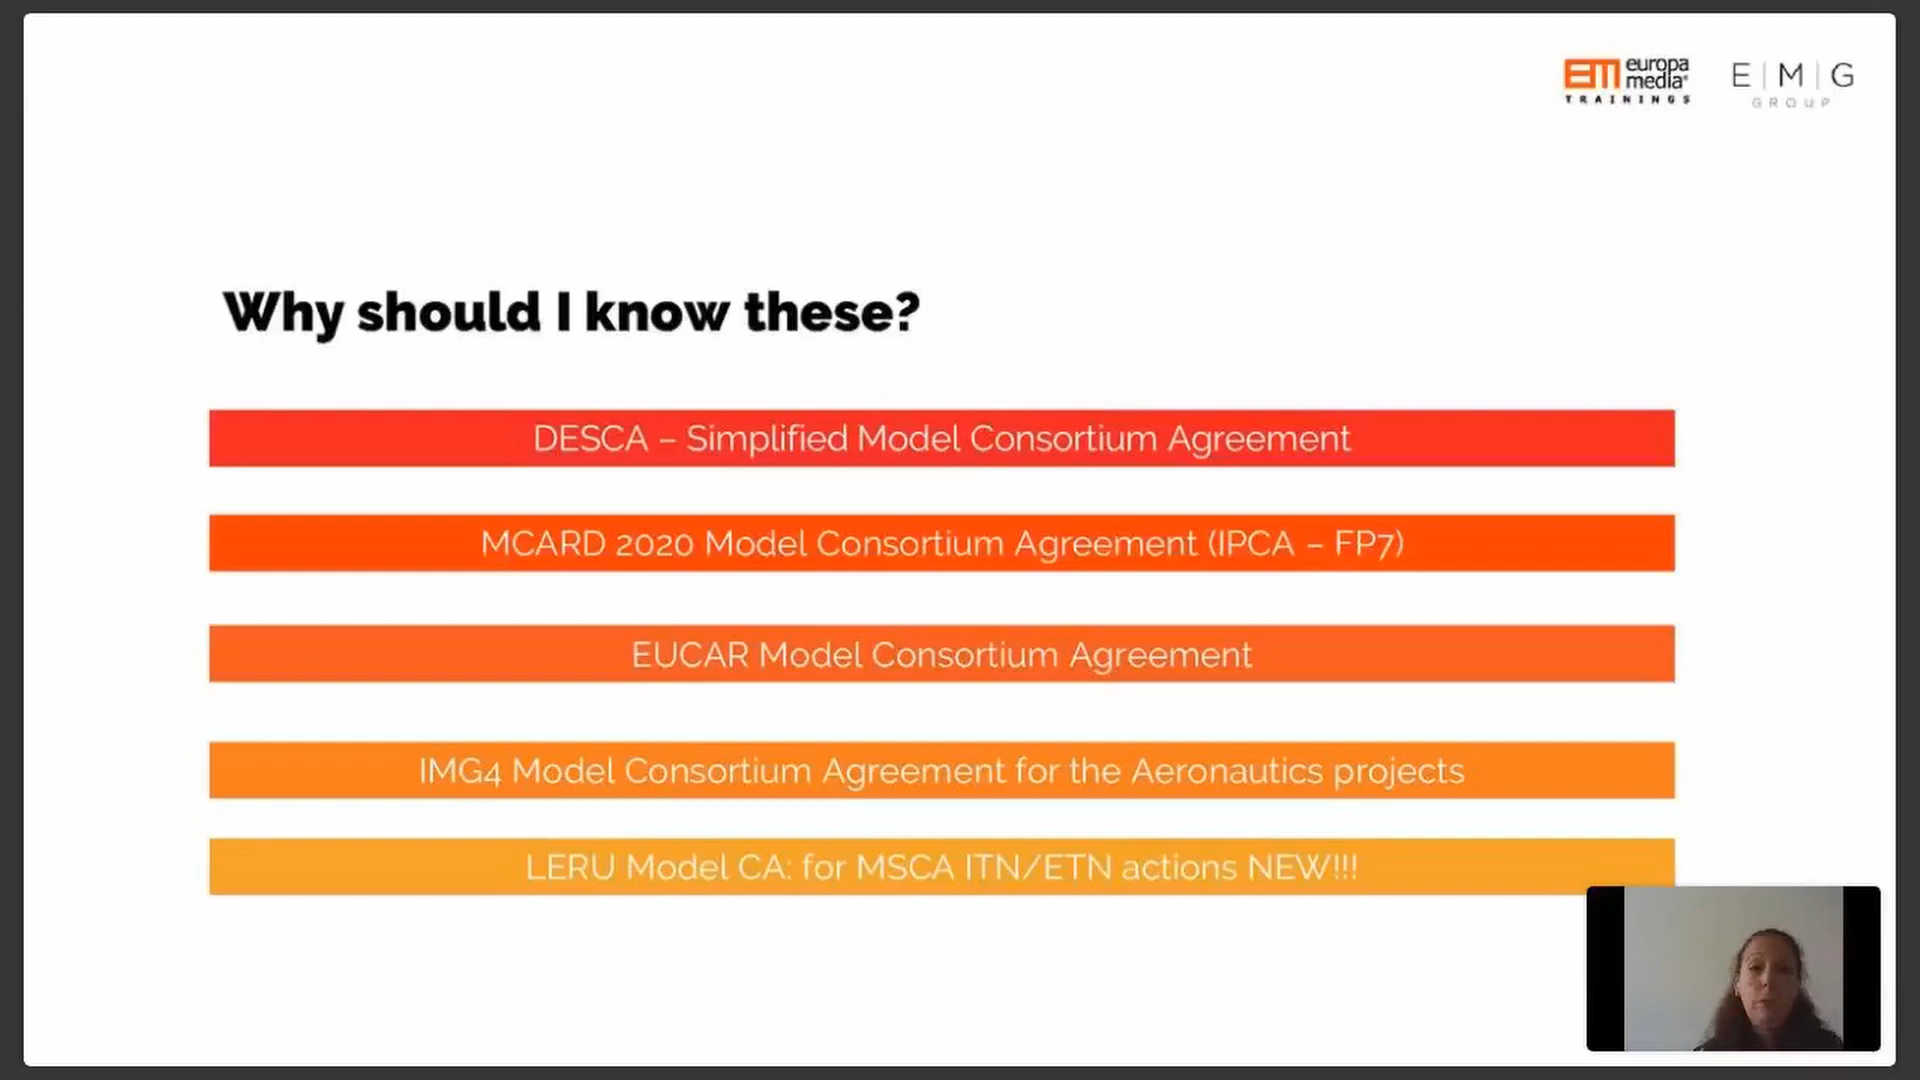 europa
media
TRAININGS
E|M|G
GROUP
Why should I know these?
DESCA – Simplified Model Consortium Agreement
MCARD 2020 Model Consortium Agreement (IPCA – FP7)
EUCAR Model Consortium Agreement
IMG4 Model Consortium Agreement for the Aeronautics projects
LERU Model CA: for MSCA ITN/ETN actions NEW!!!